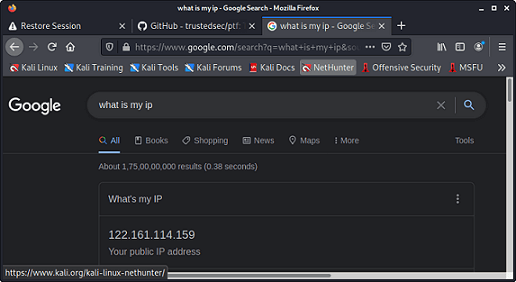 what is my ip - Google Search - Mozilla Firefox
Restore Session
GitHub - trustedsec/ptf:
what is my ip - Google Se
https://www.google.com/search?q=what+is+my+ip&sou
Kali Linux Kali Training Kali Tools Kali Forums Kali Docs NetHunter Offensive Security MSFU
Google
what is my ip
All Books Shopping News Maps More Tools
About 1,75,00,00,000 results (0.38 seconds)
What's my IP
122.161.114.159
Your public IP address
https://www.kali.org/kali-linux-nethunter/